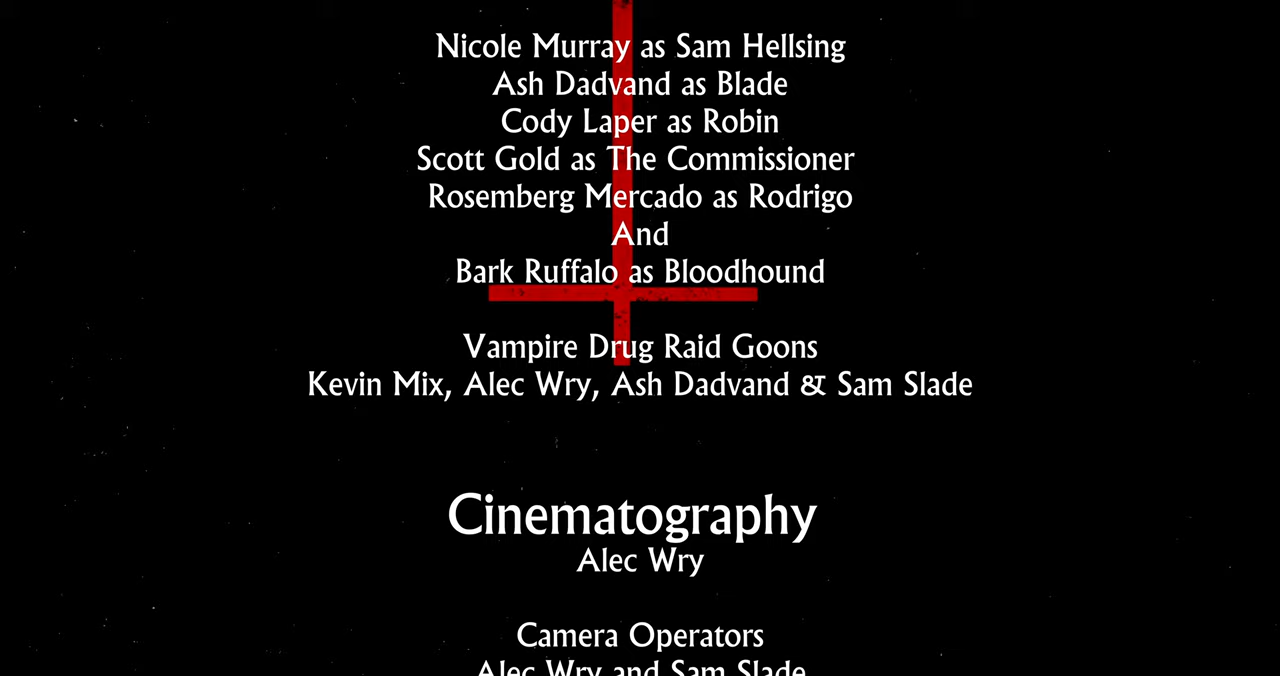 Nicole Murray as Sam Hellsing
Ash Dadvand as Blade
Cody Laper as Robin
Scott Gold as The Commissioner
Rosemberg Mercado as Rodrigo
And
Bark Ruffalo as Bloodhound
Vampire Drug Raid Goons
Kevin Mix, Alec Wry, Ash Dadvand & Sam Slade
Cinematography
Alec Wry
Camera Operators
Alec Wry and Sam Slade